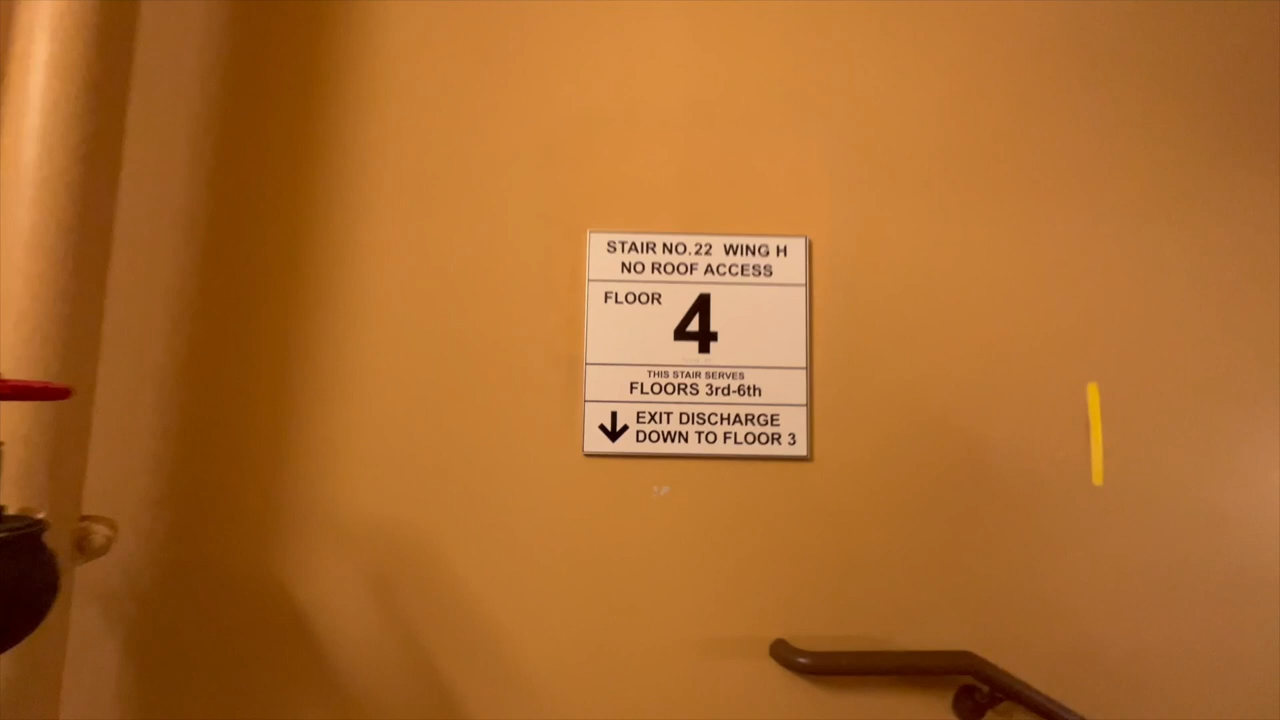 STAIR NO.22 WING H
NO ROOF ACCESS
FLOOR
4
THIS STAIR SERVES
FLOORS 3rd-6th
EXIT DISCHARGE
DOWN TO FLOOR 3